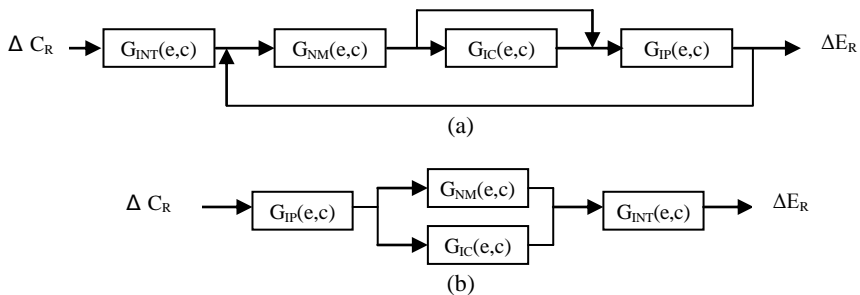 Δ C_R G_INT(e,c) G_NM(e,c) G_IC(e,c) G_IP(e,c) ΔE_R
(a)
G_NM(e,c)
Δ C_R G_IP(e,c) G_INT(e,c) ΔE_R
G_IC(e,c)
(b)